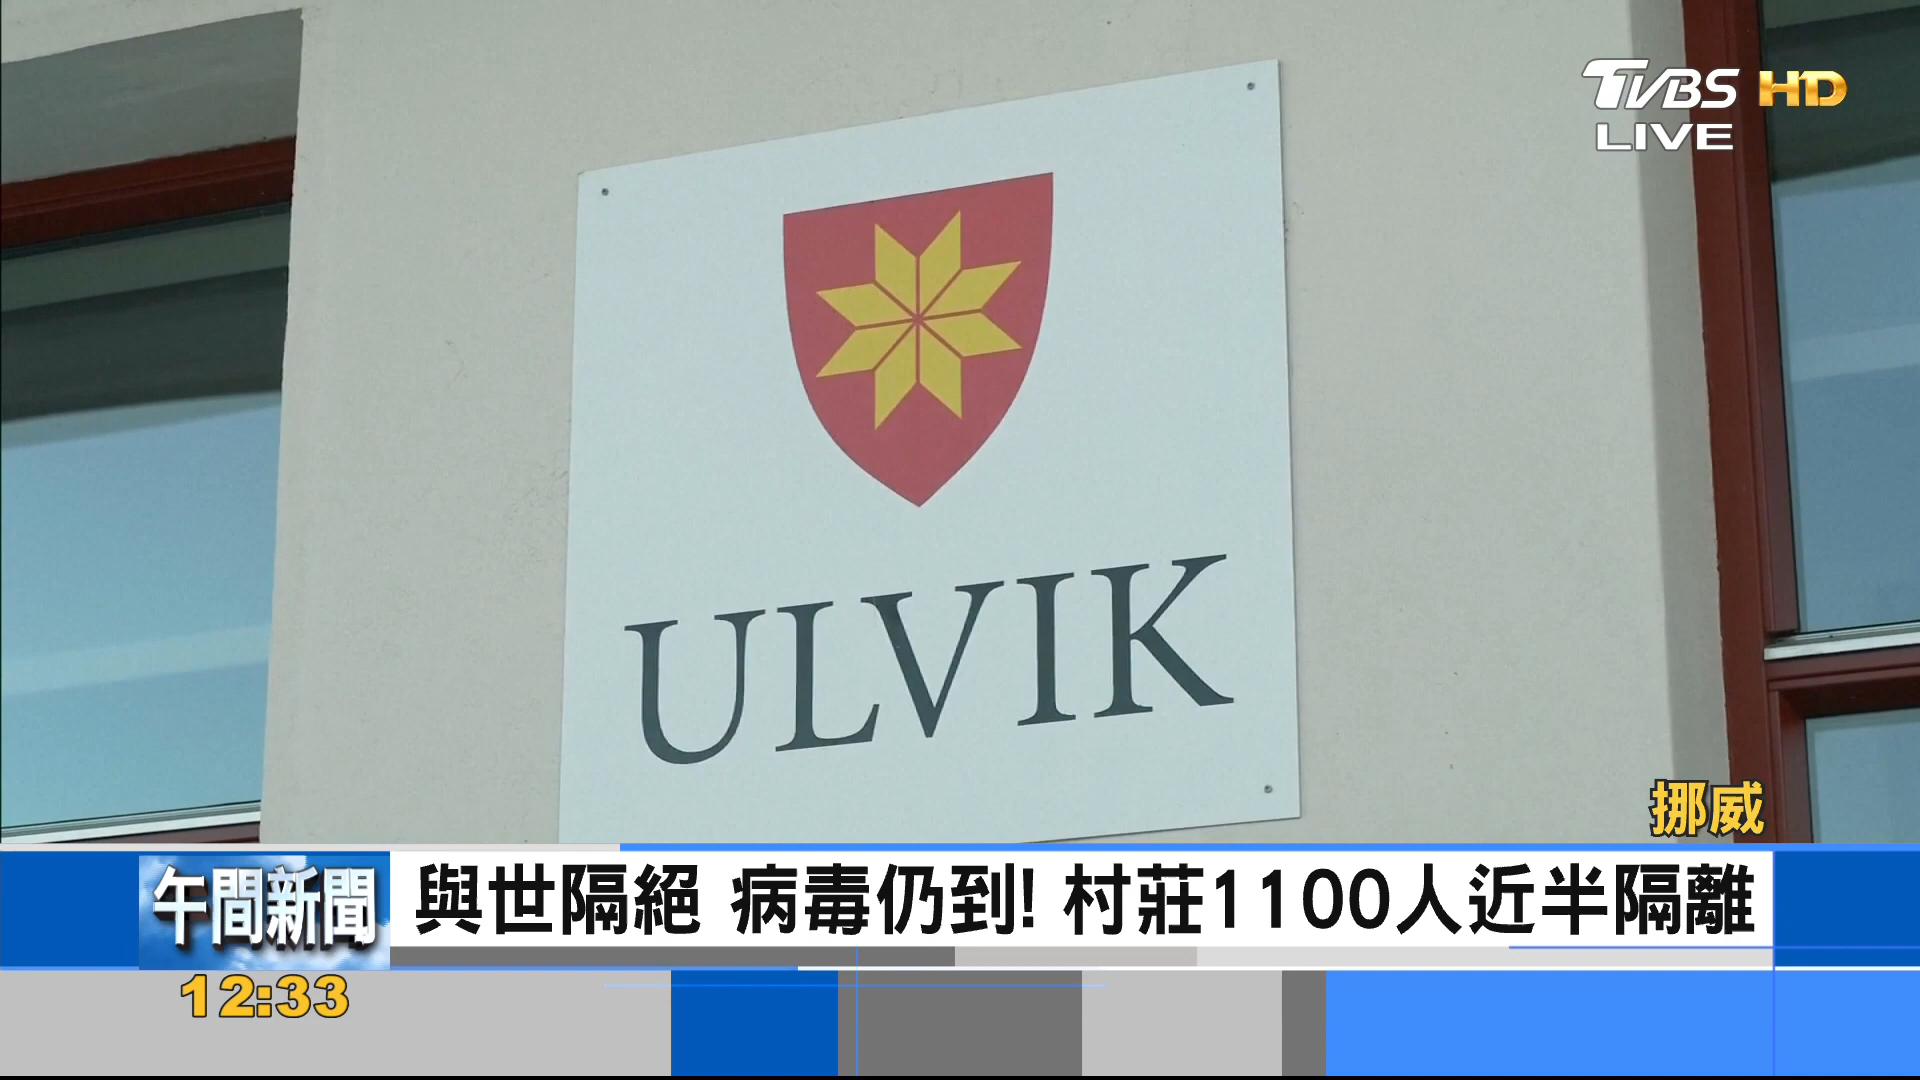 TVBS HD
LIVE
ULVIK
挪威
午間新聞
與世隔絕 病毒仍到! 村莊1100人近半隔離
12:33